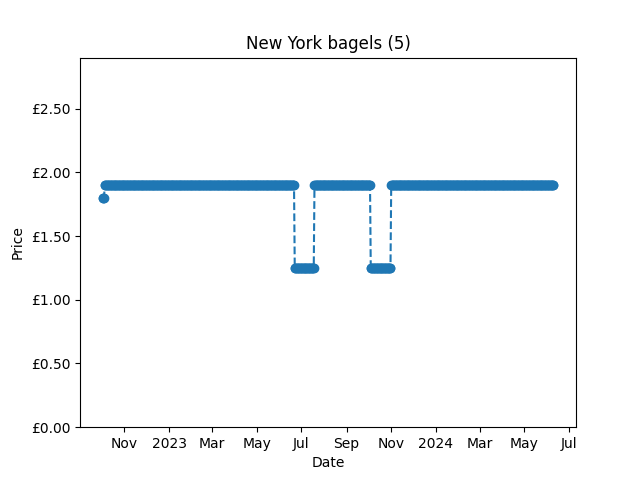 New York bagels (5)
£2.50
£2.00
£1.50
£1.00
£0.50
£0.00
Price
Nov 2023 Mar May Jul Sep Nov 2024 Mar May Jul
Date